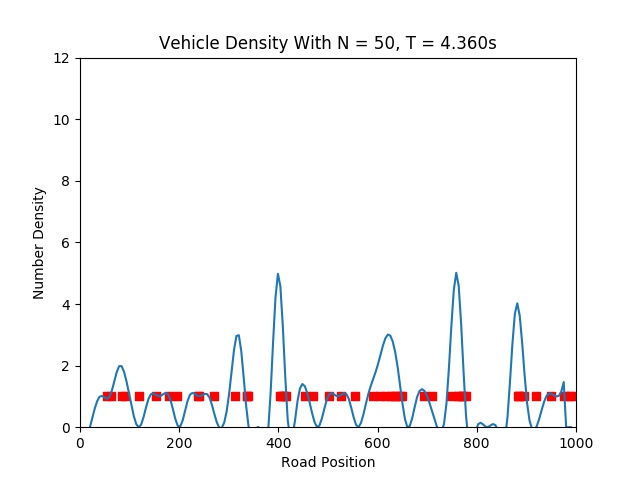 Vehicle Density With N = 50, T = 4.360s
12
10
8
6
4
2
0
Number Density
0 200 400 600 800 1000
Road Position